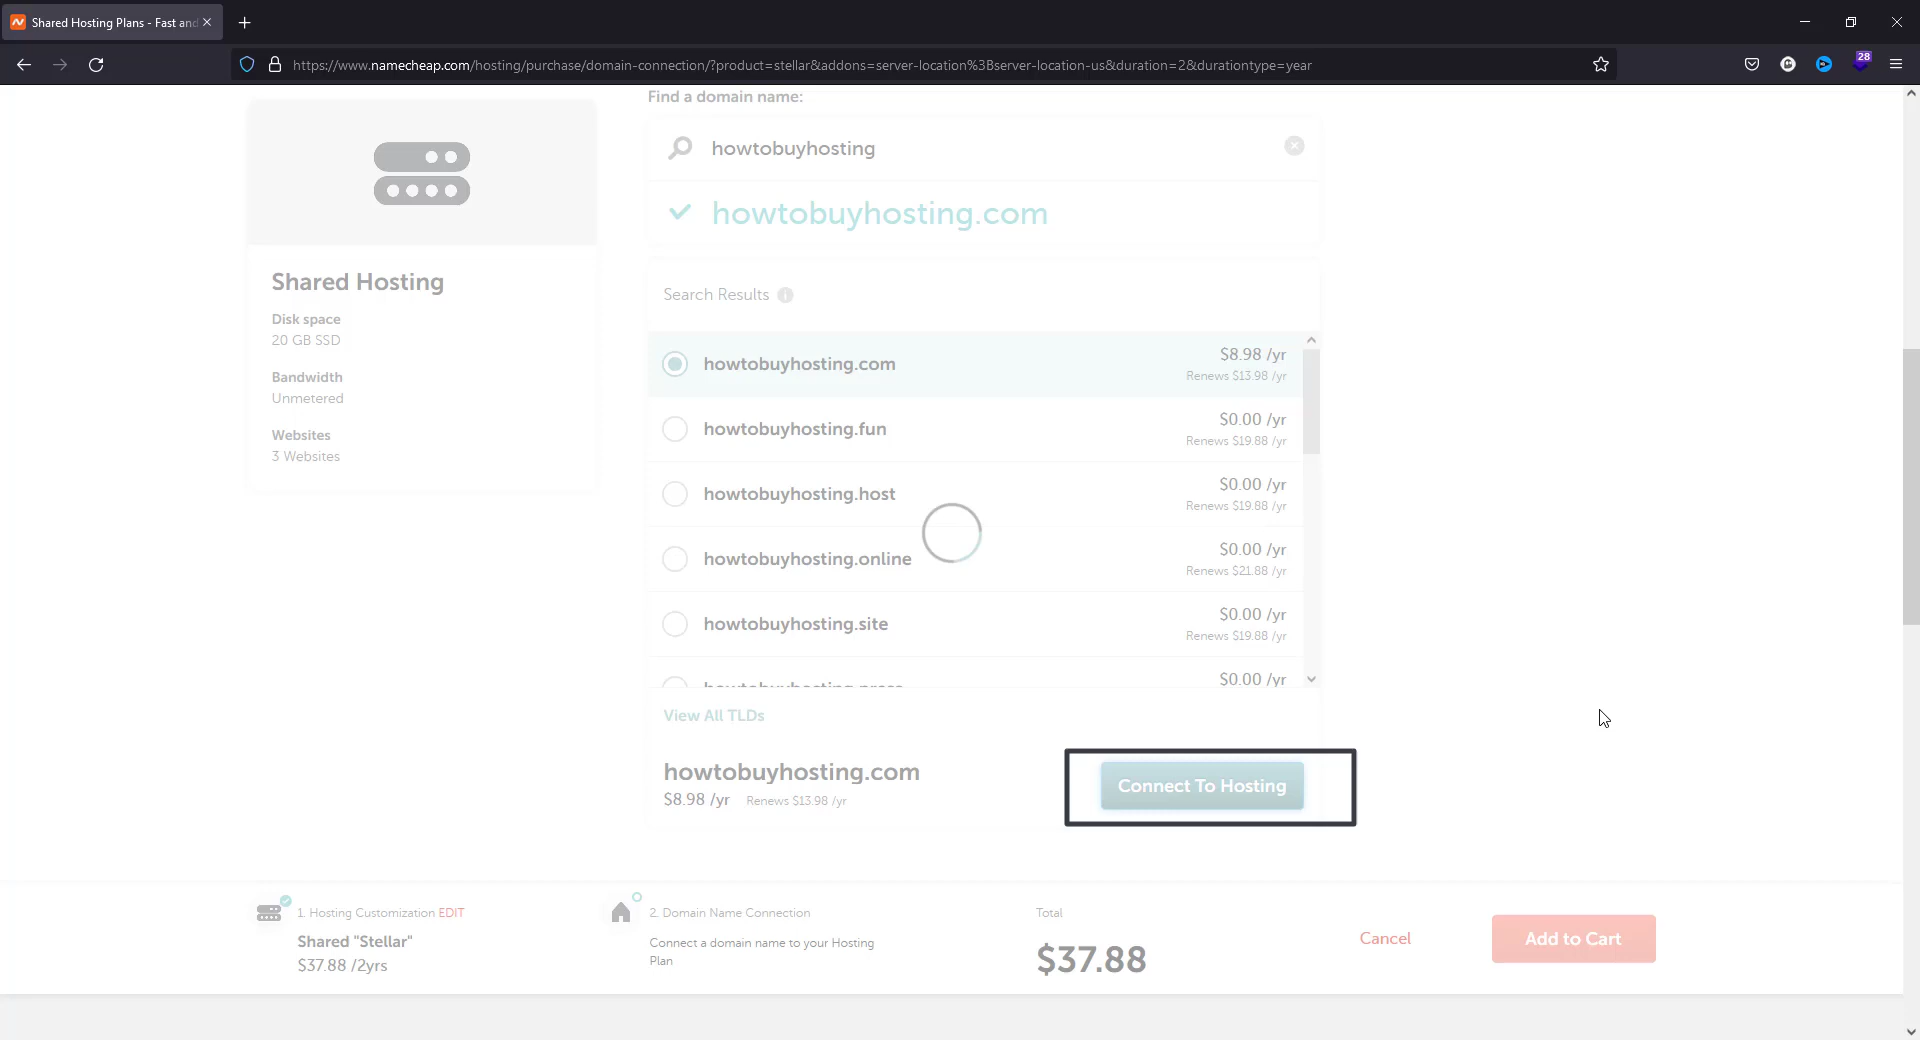 Shared Hosting Plans - Fast and
28
https://www.namecheap.com/hosting/purchase/domain-connection/?product=stellar&addons=server-location%3Bserver-location-us&duration=2&durationtype=year
Find a domain name:
howtobuyhosting
howtobuyhosting.com
Shared Hosting
Disk space
20 GB SSD
Bandwidth
Unmetered
Websites
3 Websites
Search Results
howtobuyhosting.com
$8.98 /yr
Renews $13.98 /yr
howtobuyhosting.fun
$0.00 /yr
Renews $19.88 /yr
howtobuyhosting.host
$0.00 /yr
Renews $19.88 /yr
howtobuyhosting.online
$0.00 /yr
Renews $21.88 /yr
howtobuyhosting.site
$0.00 /yr
Renews $19.88 /yr
howtobuyhosting.press
$0.00 /yr
View All TLDs
howtobuyhosting.com
$8.98 /yr Renews $13.98 /yr
Connect To Hosting
1. Hosting Customization EDIT
Shared "Stellar"
$37.88 /2yrs
2. Domain Name Connection
Connect a domain name to your Hosting
Plan
Total
$37.88
Cancel
Add to Cart